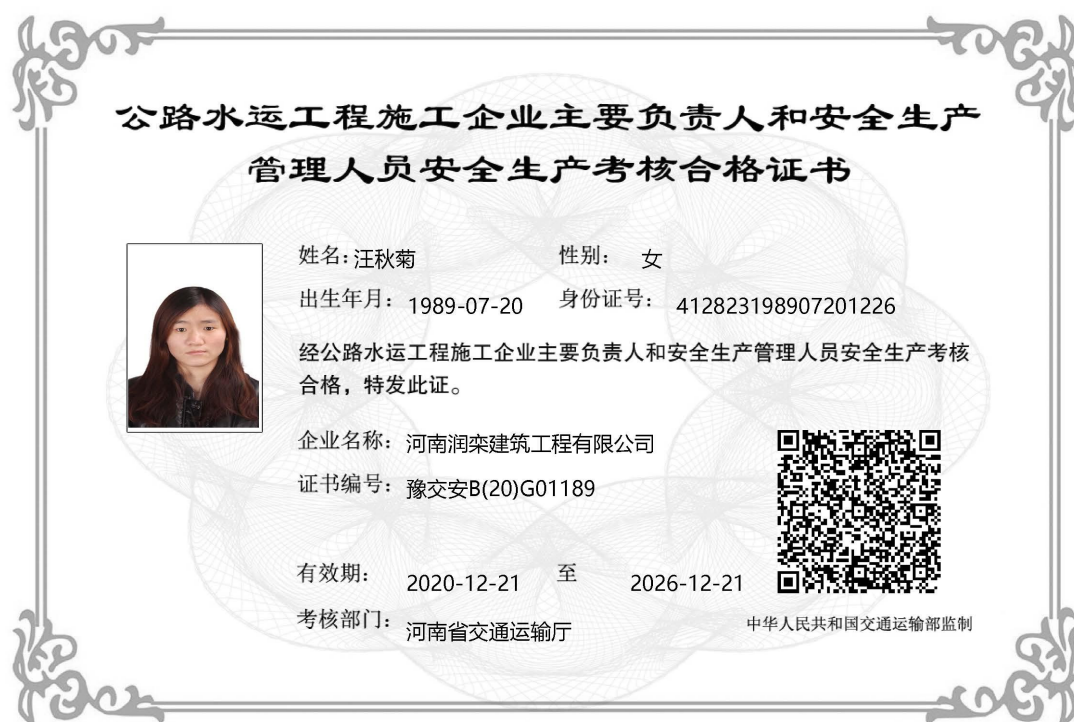 公路水运工程施工企业主要负责人和安全生产
管理人员安全生产考核合格证书
姓名：汪秋菊 性别： 女
出生年月： 1989-07-20 身份证号： 412823198907201226
经公路水运工程施工企业主要负责人和安全生产管理人员安全生产考核
合格，特发此证。
企业名称： 河南润栾建筑工程有限公司
证书编号： 豫交安B(20)G01189
有效期： 2020-12-21 至 2026-12-21
考核部门： 河南省交通运输厅
中华人民共和国交通运输部监制